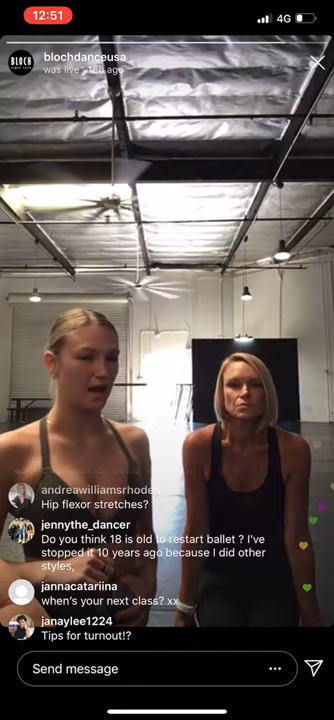 12:51
4G
BLOCH
blochdanceusa
was live · 18h ago
andreawilliamsrhodes
Hip flexor stretches?
jennythe_dancer
Do you think 18 is old to restart ballet ? I've
stopped it 10 years ago because I did other
styles,
jannacatariina
when's your next class? xx
janaylee1224
Tips for turnout!?
Send message